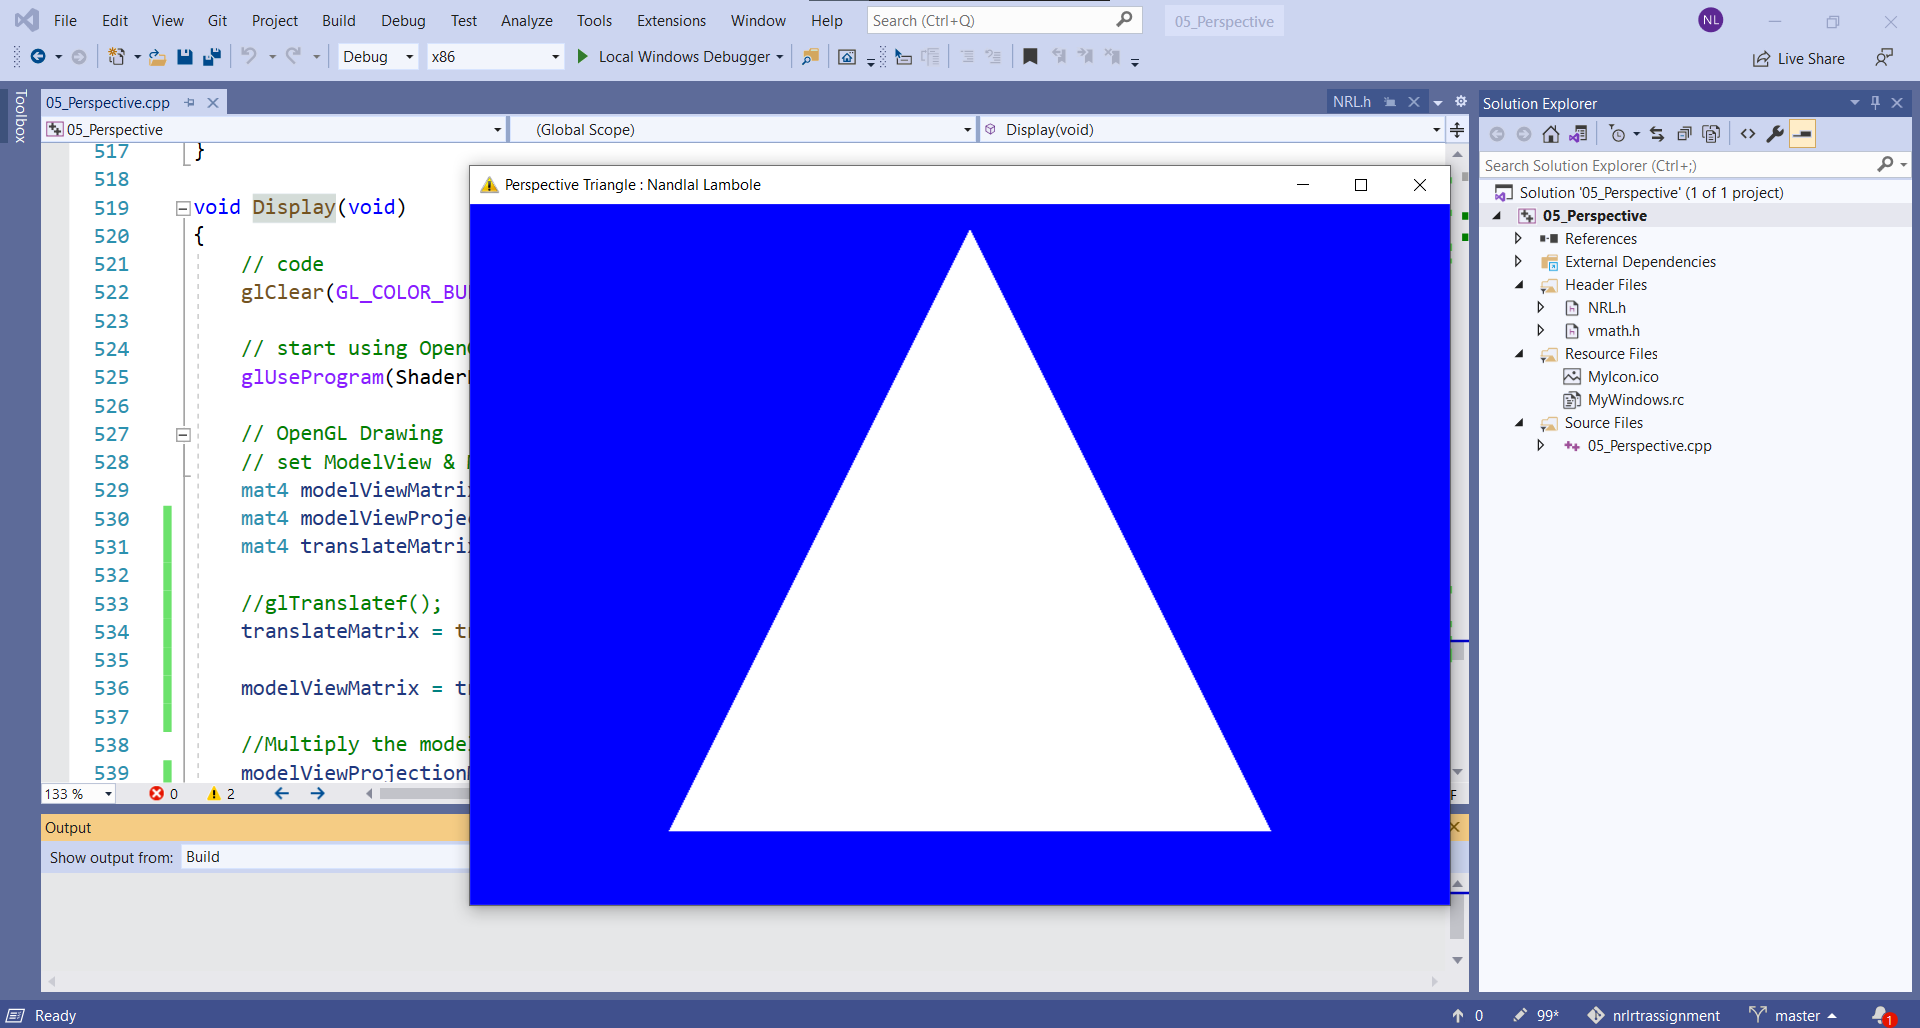 File Edit View Git Project Build Debug Test Analyze Tools Extensions Window Help Search (Ctrl+Q) 05_Perspective NL
Debug x86 Local Windows Debugger Live Share
Toolbox
05_Perspective.cpp NRL.h
05_Perspective (Global Scope) Display(void)
517 }
518
519 void Display(void)
520 {
521 // code
522 glClear(GL_COLOR_BU
523
524 // start using Open
525 glUseProgram(Shader
526
527 // OpenGL Drawing
528 // set ModelView &
529 mat4 modelViewMatrix
530 mat4 modelViewProjec
531 mat4 translateMatrix
532
533 //glTranslatef();
534 translateMatrix = t
535
536 modelViewMatrix = t
537
538 //Multiply the mode
539 modelViewProjection
133 % 0 2
Perspective Triangle : Nandlal Lambole
Output
Show output from: Build
Solution Explorer
Search Solution Explorer (Ctrl+;)
Solution '05_Perspective' (1 of 1 project)
05_Perspective
References
External Dependencies
Header Files
NRL.h
vmath.h
Resource Files
MyIcon.ico
MyWindows.rc
Source Files
05_Perspective.cpp
Ready 0 99* nrlrtrassignment master 1